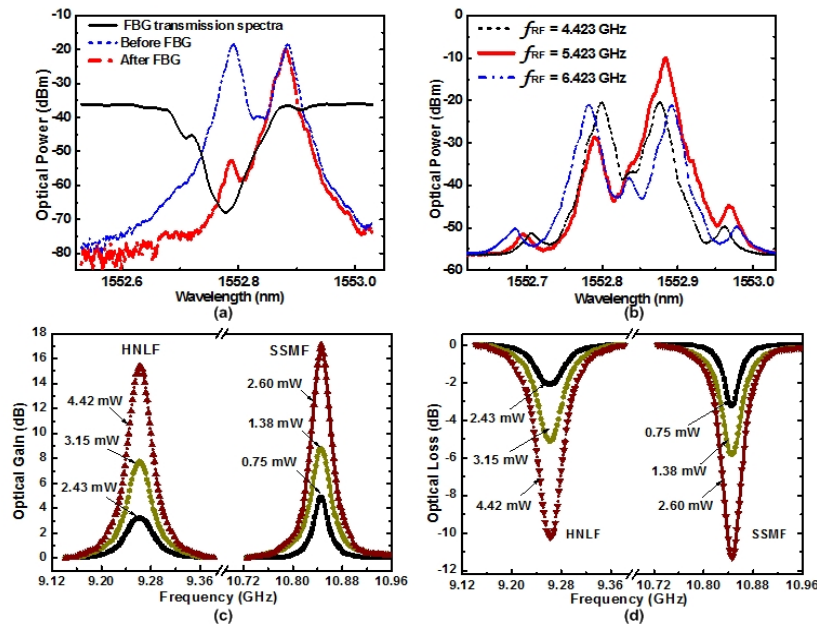 FBG transmission spectra
Before FBG
After FBG
Optical Power (dBm)
0
-10
-20
-30
-40
-50
-60
-70
-80
1552.6
1552.8
1553.0
Wavelength (nm)
(a)
fRF = 4.423 GHz
fRF = 5.423 GHz
fRF = 6.423 GHz
Optical Power (dBm)
0
-10
-20
-30
-40
-50
-60
1552.7
1552.8
1552.9
1553.0
Wavelength (nm)
(b)
HNLF
SSMF
4.42 mW
3.15 mW
2.43 mW
2.60 mW
1.38 mW
0.75 mW
Optical Gain (dB)
18
16
14
12
10
8
6
4
2
0
9.12
9.20
9.28
9.36
10.72
10.80
10.88
10.96
Frequency (GHz)
(c)
2.43 mW
3.15 mW
4.42 mW
HNLF
0.75 mW
1.38 mW
2.60 mW
SSMF
Optical Loss (dB)
0
-2
-4
-6
-8
-10
-12
9.12
9.20
9.28
9.36
10.72
10.80
10.88
10.96
Frequency (GHz)
(d)